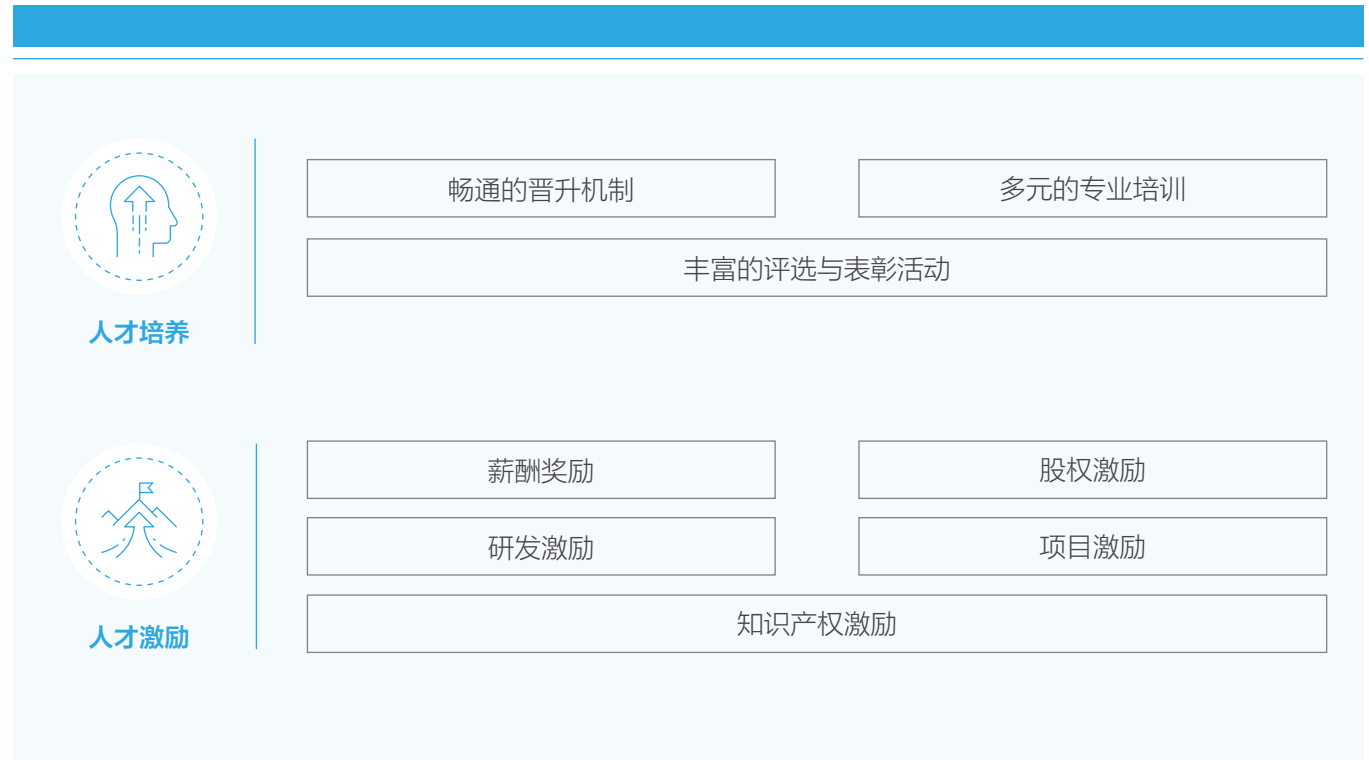 畅通的晋升机制
多元的专业培训
丰富的评选与表彰活动
人才培养
薪酬奖励
股权激励
研发激励
项目激励
知识产权激励
人才激励